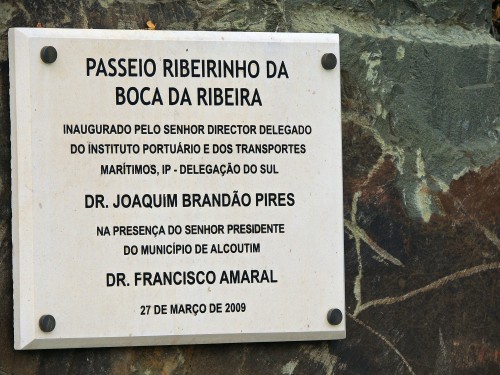 PASSEIO RIBEIRINHO DA
BOCA DA RIBEIRA
INAUGURADO PELO SENHOR DIRECTOR DELEGADO
DO INSTITUTO PORTUÁRIO E DOS TRANSPORTES
MARÍTIMOS, IP - DELEGAÇÃO DO SUL
DR. JOAQUIM BRANDÃO PIRES
NA PRESENÇA DO SENHOR PRESIDENTE
DO MUNICÍPIO DE ALCOUTIM
DR. FRANCISCO AMARAL
27 DE MARÇO DE 2009